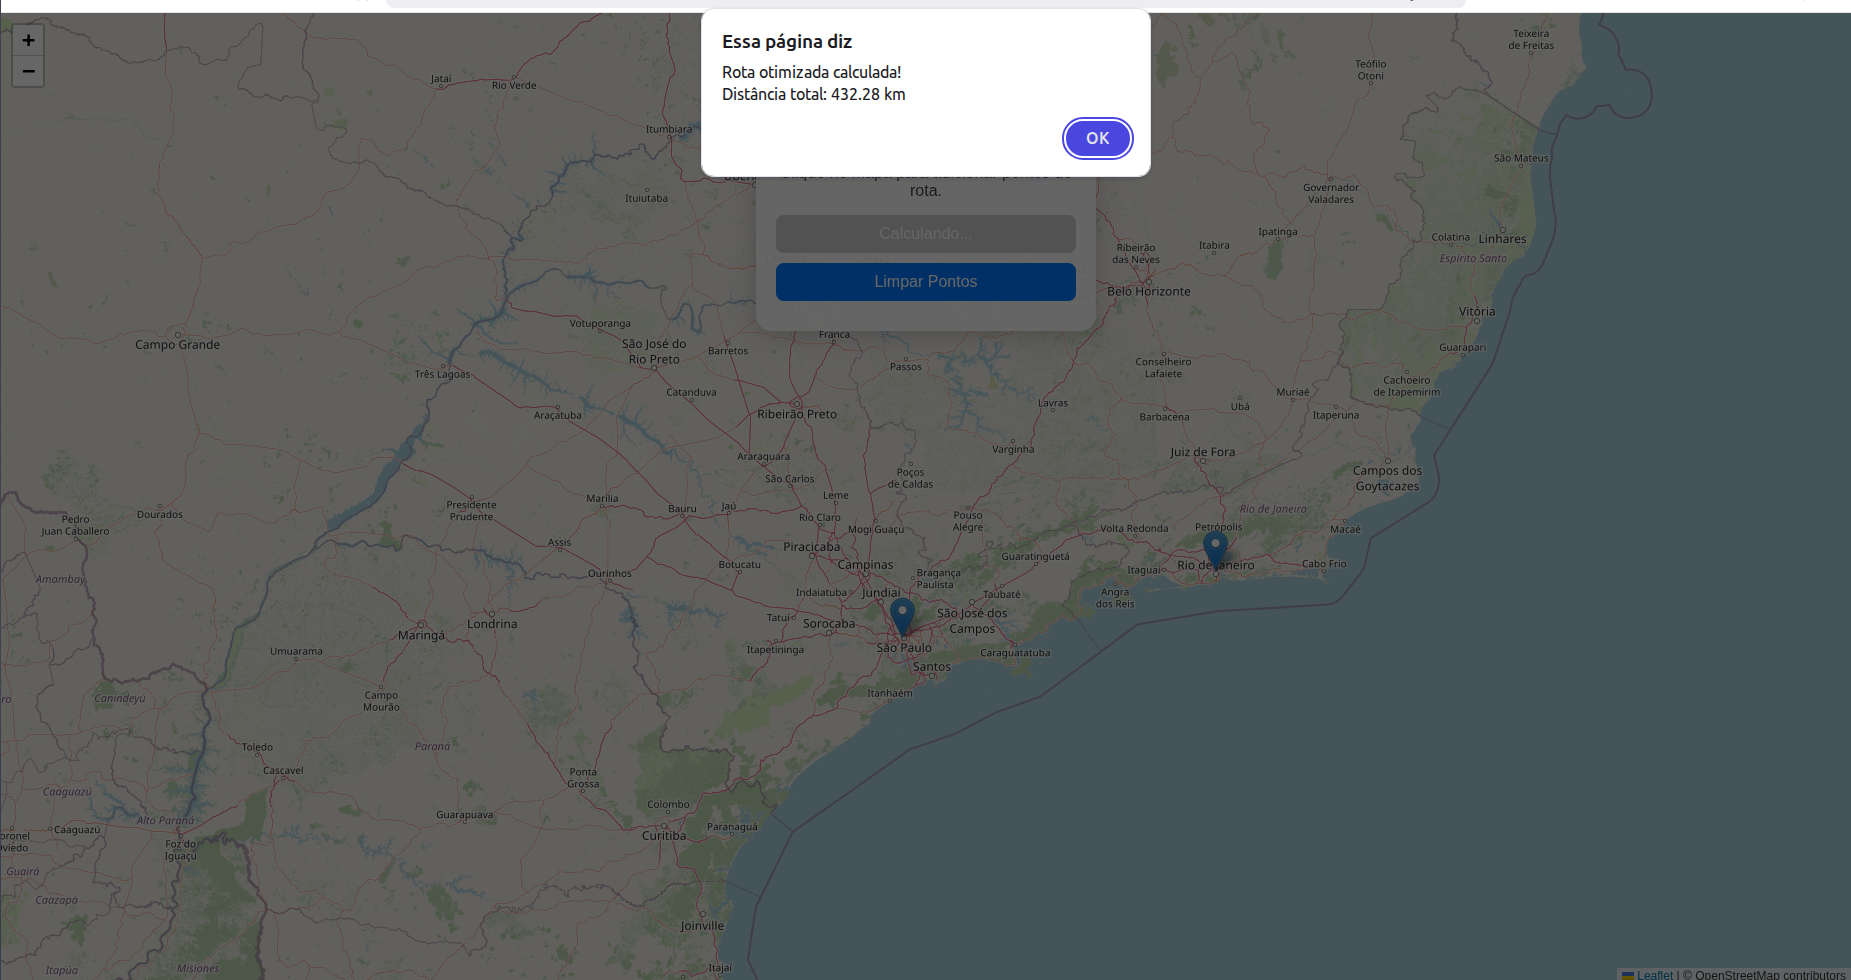 Essa página diz
Rota otimizada calculada!
Distância total: 432.28 km
OK
+
−
rota.
Calculando...
Limpar Pontos
Teixeira
de Freitas
Teófilo
Otoni
Jataí
Rio Verde
Itumbiara
São Mateus
Governador
Valadares
Ituiutaba
Ipatinga
Colatina
Linhares
Ribeirão
das Neves
Itabira
Espírito Santo
Belo Horizonte
Vitória
Votuporanga
Franca
Campo Grande
São José do
Rio Preto
Barretos
Guarapari
Passos
Conselheiro
Lafaiete
Três Lagoas
Cachoeiro
de Itapemirim
Catanduva
Muriaé
Lavras
Ubá
Ribeirão Preto
Araçatuba
Barbacena
Itaperuna
Varginha
Juiz de Fora
Araraquara
Poços
de Caldas
Campos dos
Goytacazes
São Carlos
Leme
Marília
Presidente
Prudente
Bauru
Jaú
Rio de Janeiro
Pedro
Juan Caballero
Dourados
Rio Claro
Mogi Guaçu
Pouso
Alegre
Volta Redonda
Petrópolis
Macaé
Assis
Piracicaba
Guaratinguetá
Botucatu
Campinas
Itaguaí
Rio de Janeiro
Cabo Frio
Amambay
Ourinhos
Bragança
Paulista
Indaiatuba
Jundiaí
Taubaté
Angra
dos Reis
Londrina
Tatuí
Sorocaba
São José dos
Campos
Maringá
Umuarama
Itapetininga
São Paulo
Caraguatatuba
Santos
Canindeyú
Campo
Mourão
Itanhaém
Toledo
Paraná
Cascavel
Ponta
Grossa
Caaguazú
Colombo
Guarapuava
Alto Paraná
Caaguazú
Paranaguá
Curitiba
Foz do
Iguaçu
Guairá
Caazapá
Joinville
Itapúa
Misiones
Itajaí
Leaflet | © OpenStreetMap contributors